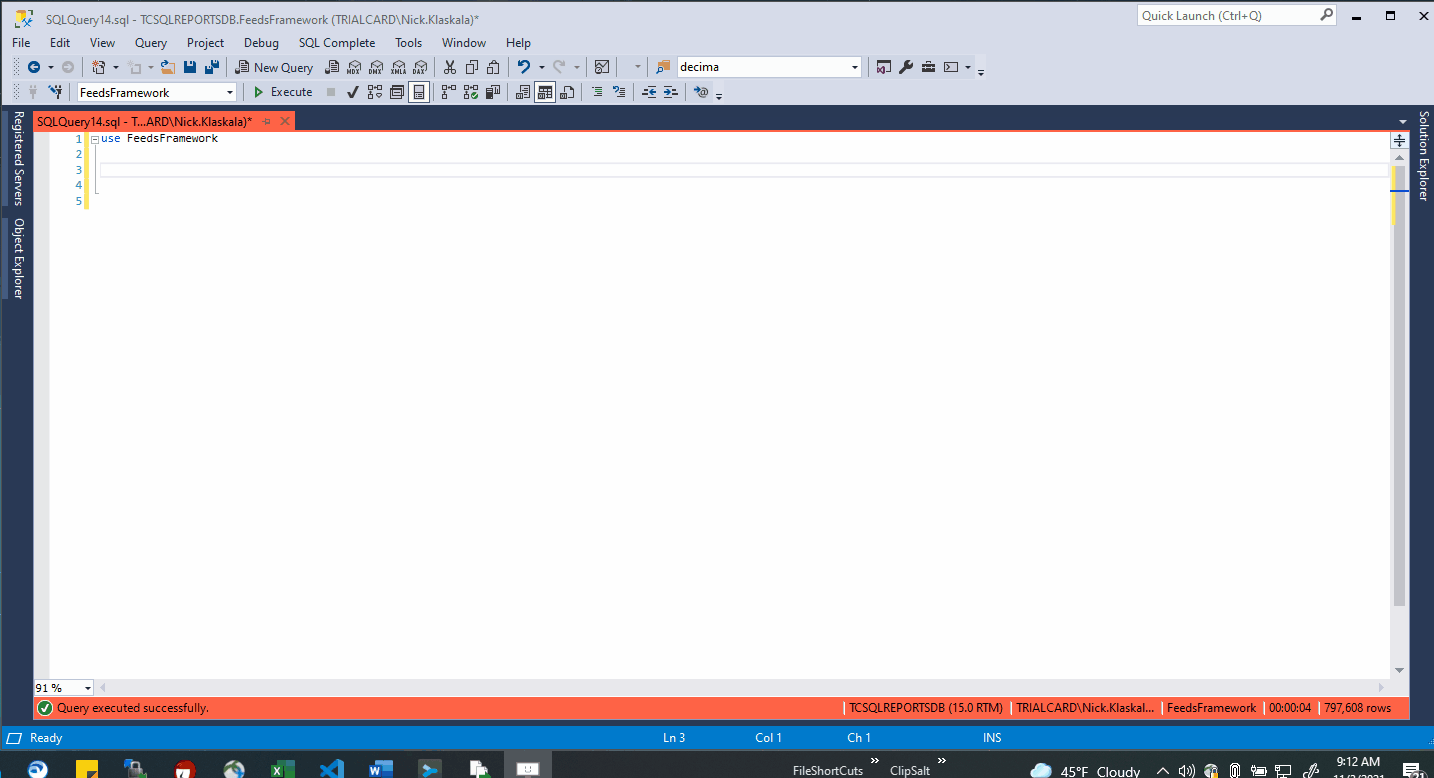 SQLQuery14.sql - TCSQLREPORTSDB.FeedsFramework (TRIALCARD\Nick.Klaskala)*
Quick Launch (Ctrl+Q)
File Edit View Query Project Debug SQL Complete Tools Window Help
New Query MDX DMX XMLA DAX decima
FeedsFramework Execute
SQLQuery14.sql - T...ARD\Nick.Klaskala)*
Registered Servers
Object Explorer
Solution Explorer
1 use FeedsFramework
2
3
4
5
91 %
Query executed successfully. TCSQLREPORTSDB (15.0 RTM) TRIALCARD\Nick.Klaskal... FeedsFramework 00:00:04 797,608 rows
Ready Ln 3 Col 1 Ch 1 INS
FileShortCuts » ClipSalt » 45°F Cloudy 9:12 AM
21